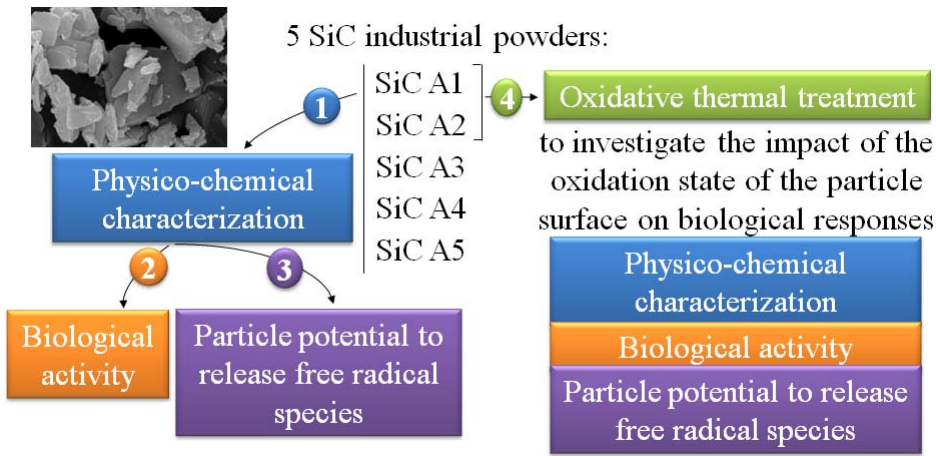 5 SiC industrial powders:
1
SiC A1
SiC A2
SiC A3
SiC A4
SiC A5
4
Oxidative thermal treatment
to investigate the impact of the
oxidation state of the particle
surface on biological responses
Physico-chemical
characterization
2
3
Biological
activity
Particle potential to
release free radical
species
Physico-chemical
characterization
Biological activity
Particle potential to release
free radical species